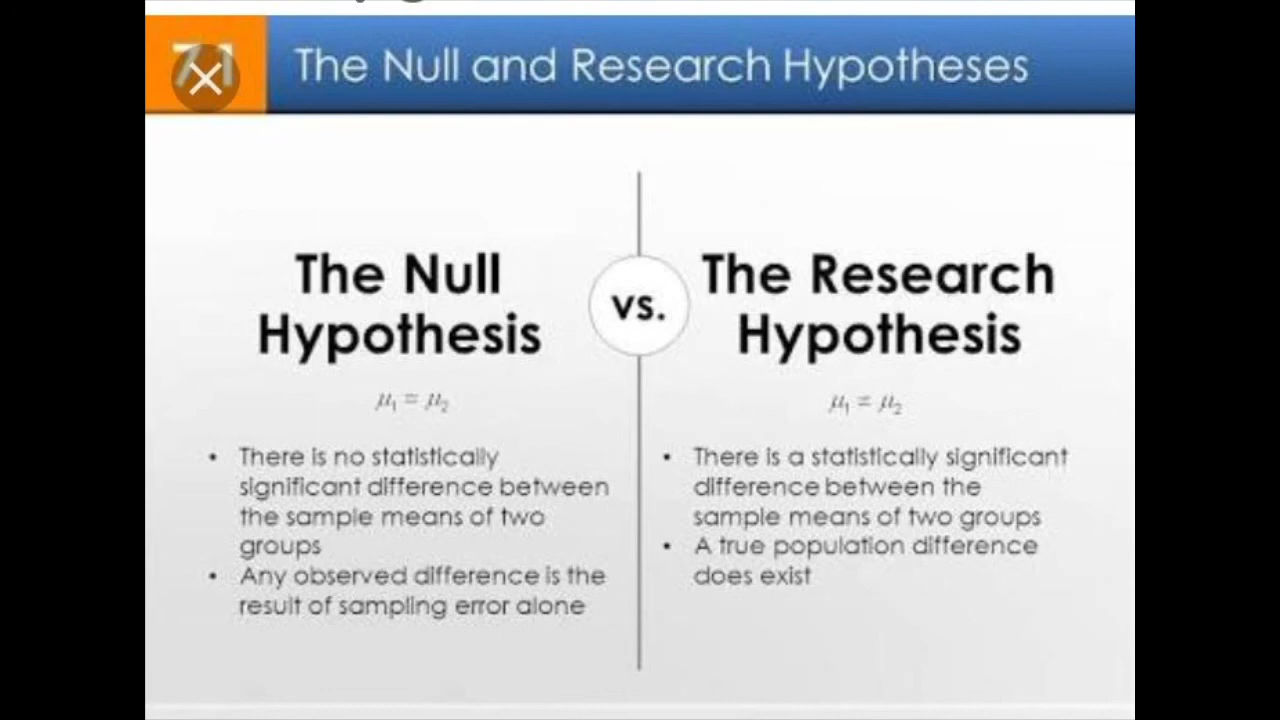 The Null and Research Hypotheses
The Null
Hypothesis
μ₁ = μ₂
• There is no statistically
significant difference between
the sample means of two
groups
• Any observed difference is the
result of sampling error alone
vs.
The Research
Hypothesis
μ₁ = μ₂
• There is a statistically significant
difference between the
sample means of two groups
• A true population difference
does exist